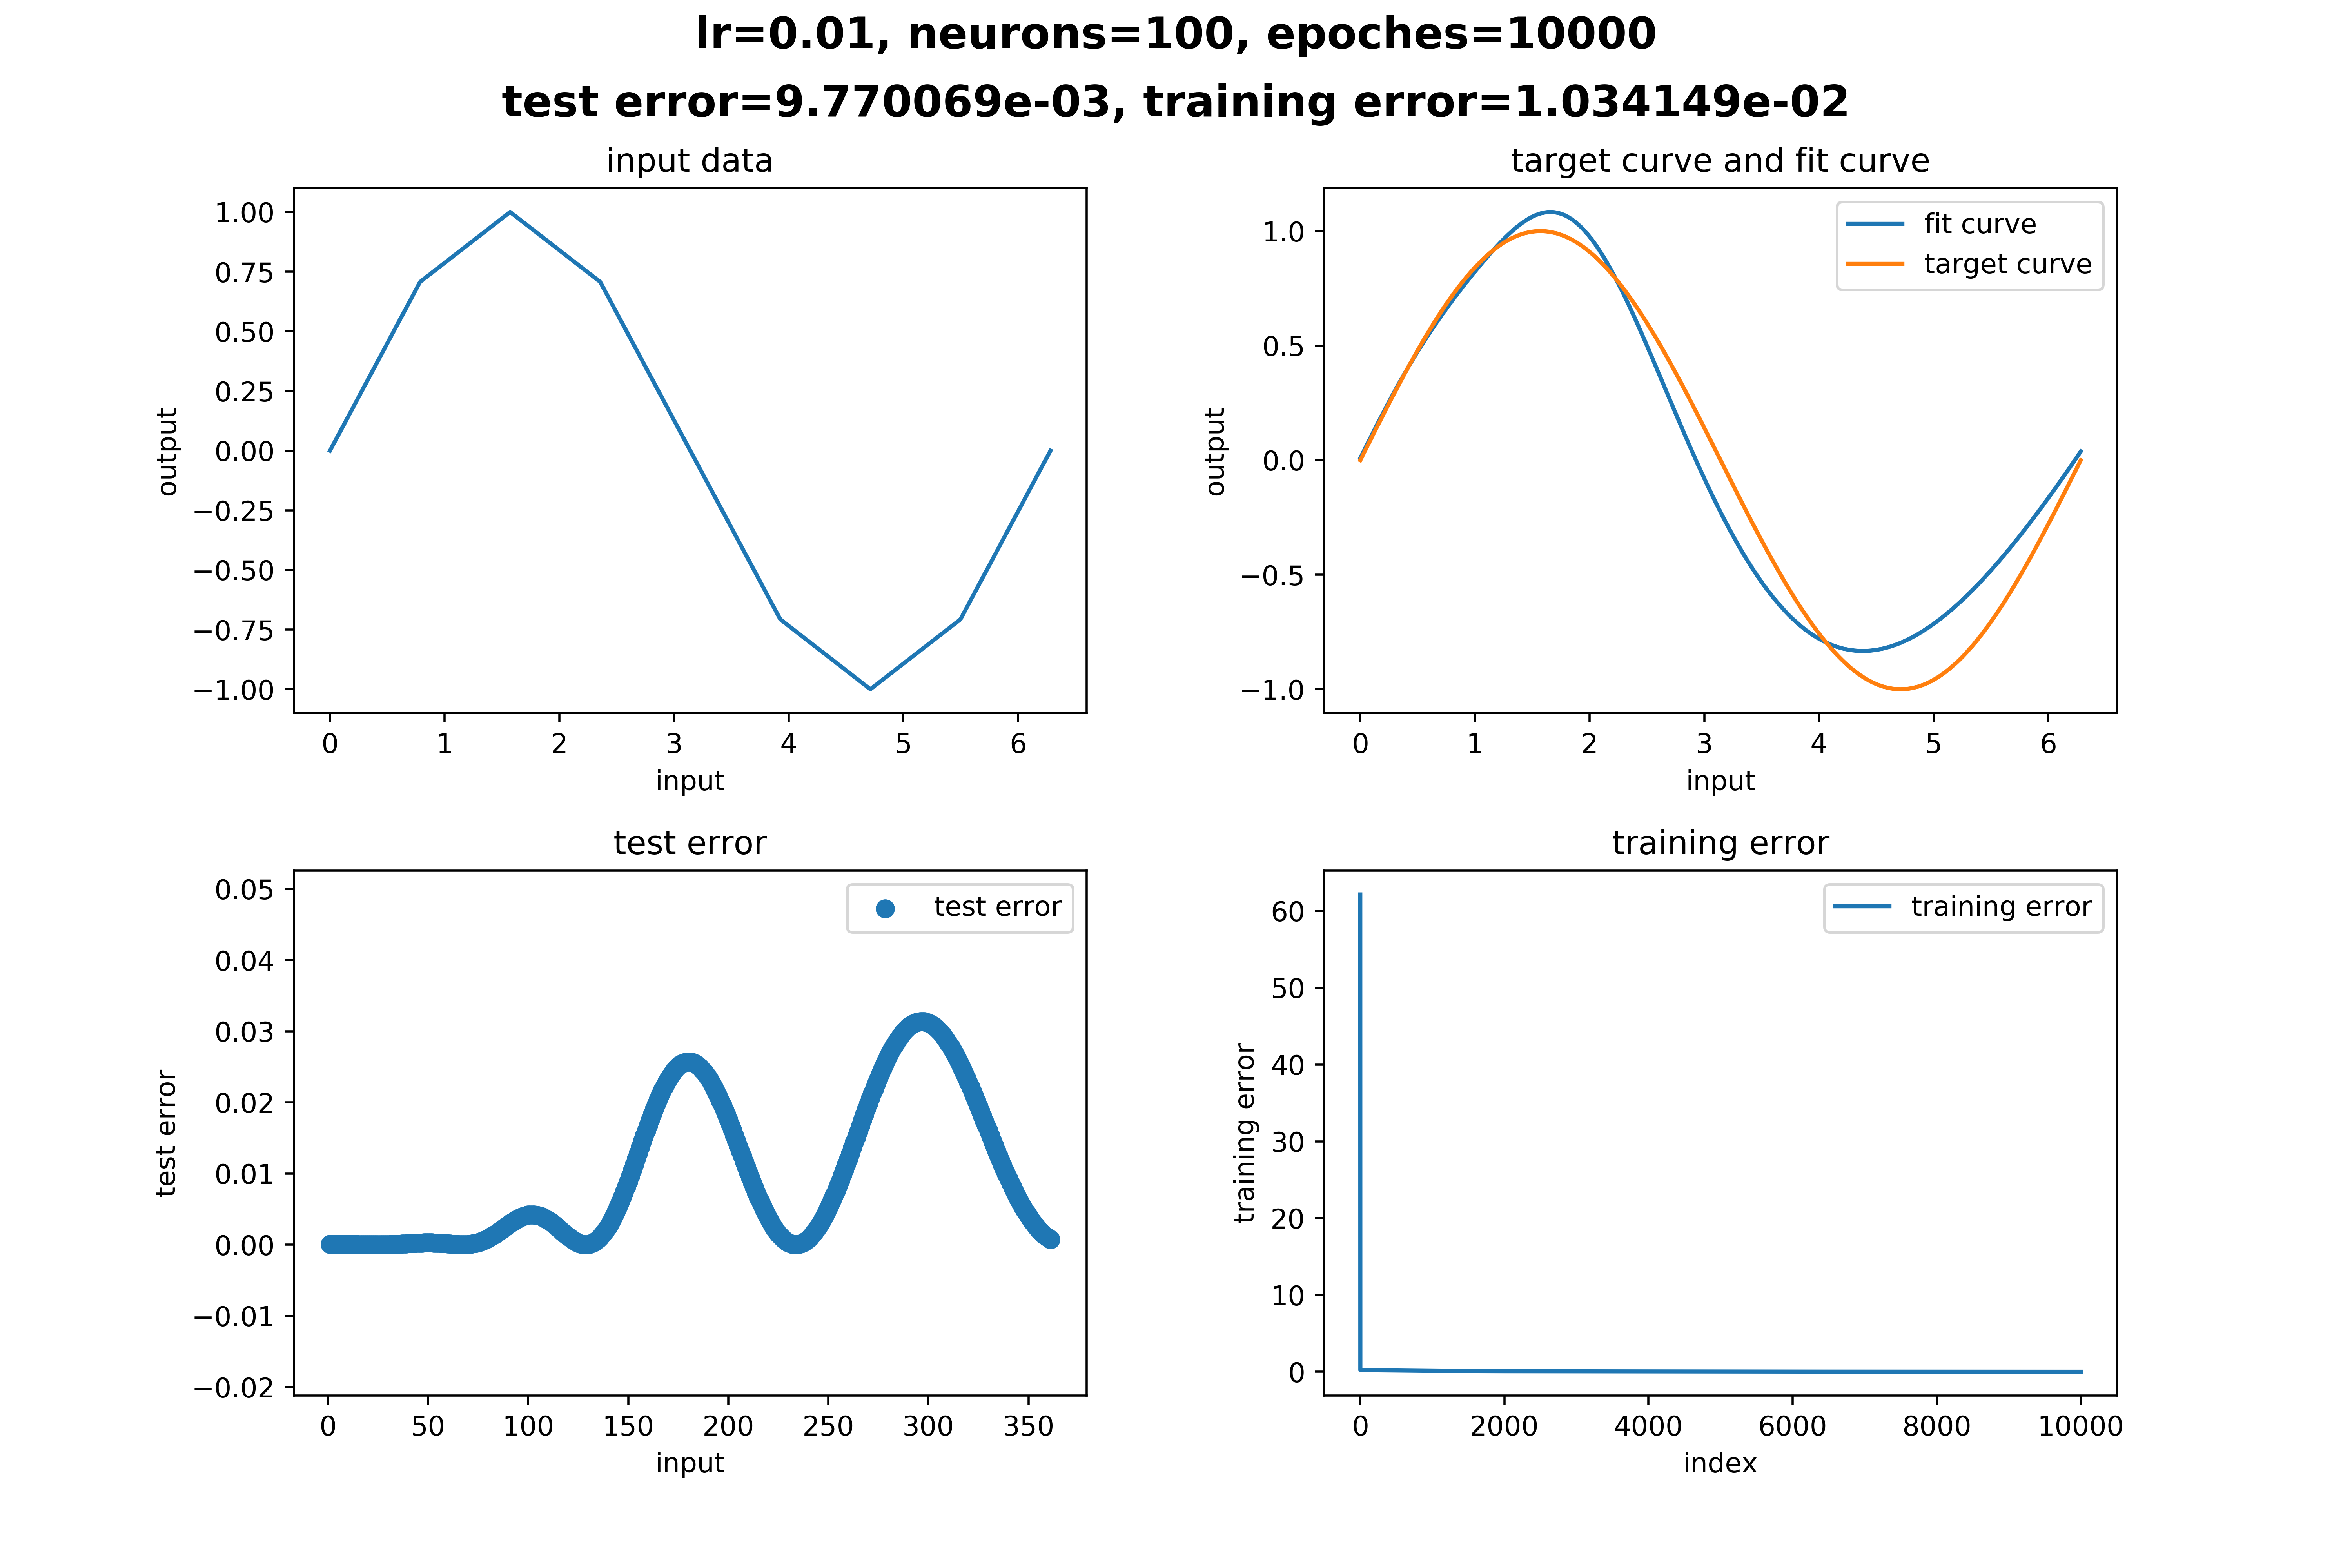 lr=0.01, neurons=100, epoches=10000
test error=9.770069e-03, training error=1.034149e-02
input data
1.00
0.75
0.50
0.25
0.00
−0.25
−0.50
−0.75
−1.00
output
0 1 2 3 4 5 6
input
target curve and fit curve
fit curve
target curve
1.0
0.5
0.0
−0.5
−1.0
output
0 1 2 3 4 5 6
input
test error
test error
0.05
0.04
0.03
0.02
0.01
0.00
−0.01
−0.02
test error
0 50 100 150 200 250 300 350
input
training error
training error
60
50
40
30
20
10
0
training error
0 2000 4000 6000 8000 10000
index